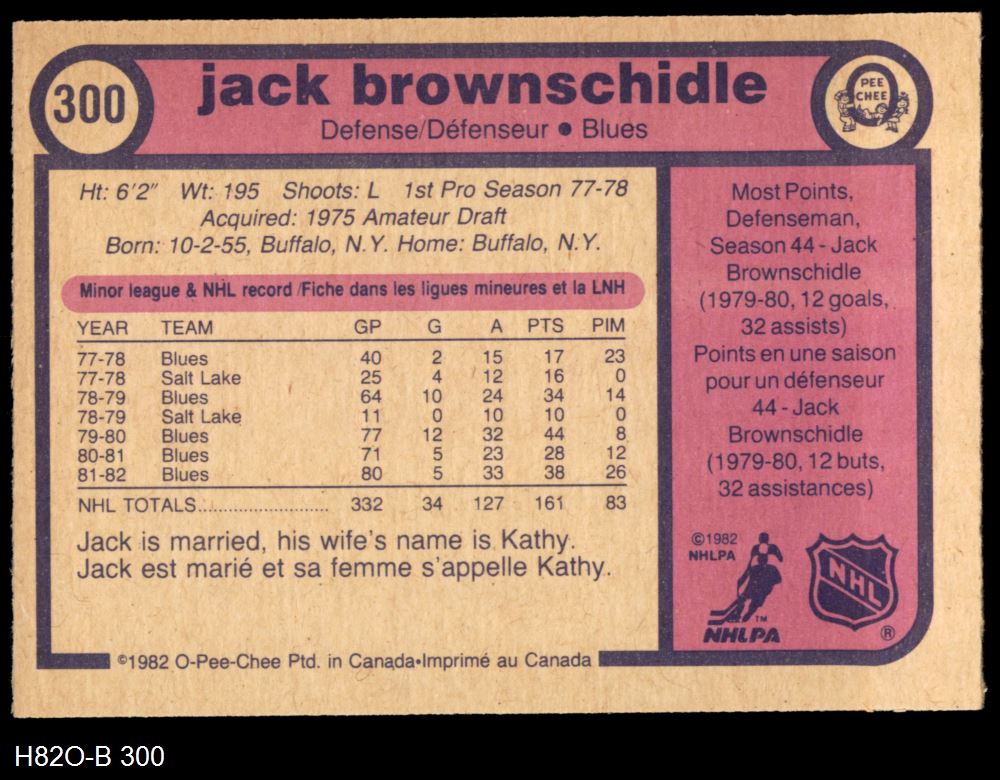 300
jack brownschidle
Defense/Défenseur • Blues
PEE
CHEE
Ht: 6'2" Wt: 195 Shoots: L 1st Pro Season 77-78
Acquired: 1975 Amateur Draft
Born: 10-2-55, Buffalo, N.Y. Home: Buffalo, N.Y.
Minor league & NHL record /Fiche dans les ligues mineures et la LNH
YEAR TEAM GP G A PTS PIM
77-78 Blues 40 2 15 17 23
77-78 Salt Lake 25 4 12 16 0
78-79 Blues 64 10 24 34 14
78-79 Salt Lake 11 0 10 10 0
79-80 Blues 77 12 32 44 8
80-81 Blues 71 5 23 28 12
81-82 Blues 80 5 33 38 26
NHL TOTALS........................ 332 34 127 161 83
Jack is married, his wife's name is Kathy.
Jack est marié et sa femme s'appelle Kathy.
©1982 O-Pee-Chee Ptd. in Canada•Imprimé au Canada
Most Points,
Defenseman,
Season 44 - Jack
Brownschidle
(1979-80, 12 goals,
32 assists)
Points en une saison
pour un défenseur
44 - Jack
Brownschidle
(1979-80, 12 buts,
32 assistances)
©1982
NHLPA
TM
NHLPA
NHL
®
H82O-B 300